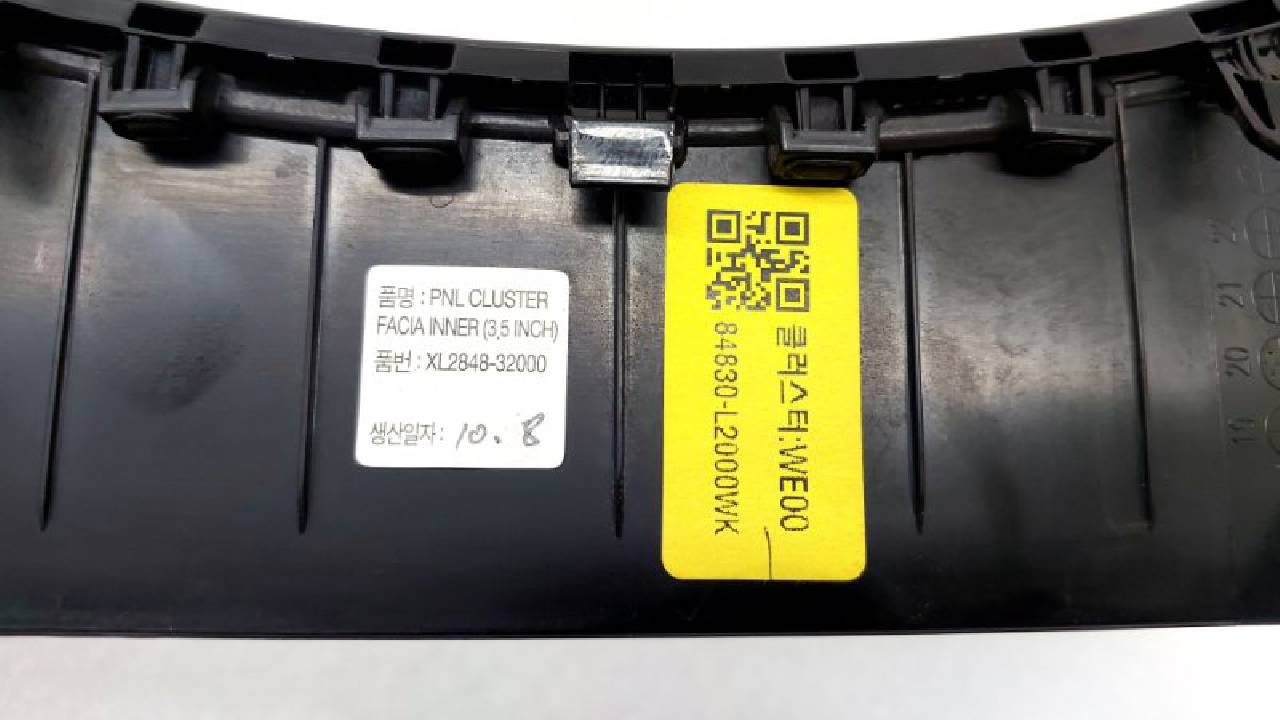 품명 : PNL CLUSTER
FACIA INNER (3.5 INCH)
품번 : XL2848-32000
생산일자 : 10. 8
클러스터:WE00
84830-L2000WK
19 20 21 22